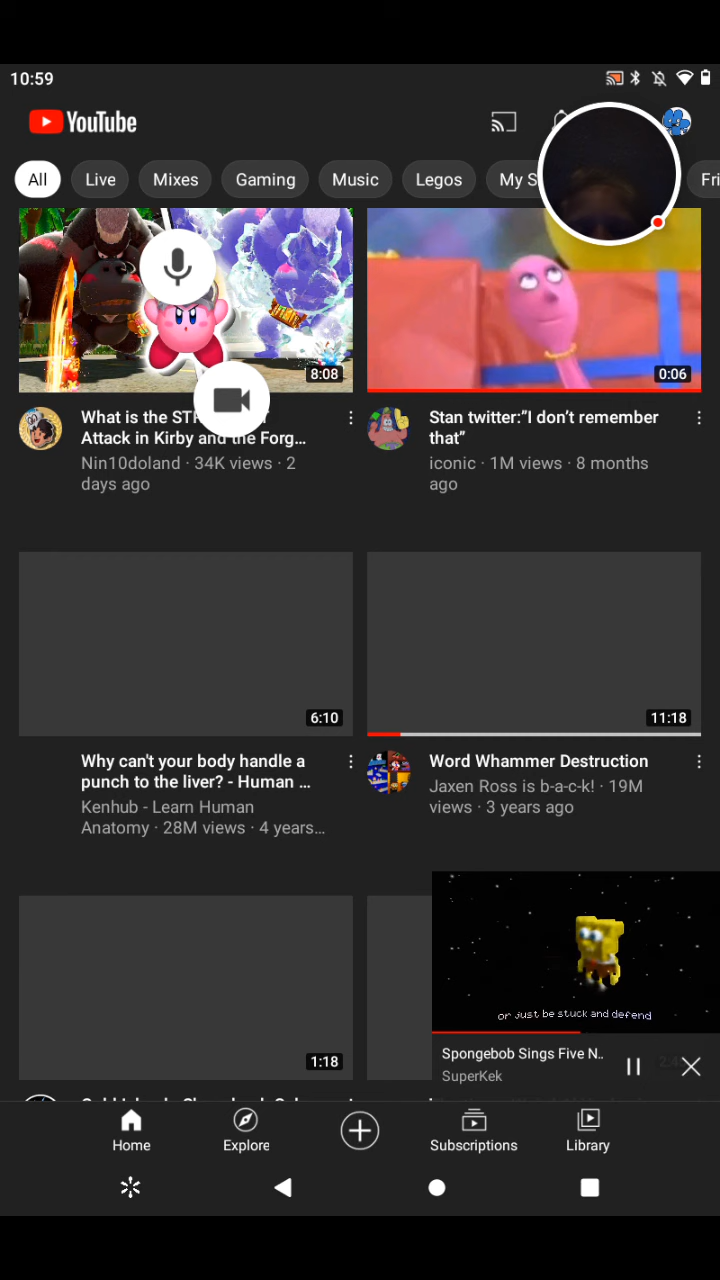 10:59
YouTube
All
Live
Mixes
Gaming
Music
Legos
My S
Fri
8:08
0:06
What is the
Attack in Kirby and the Forg...
Nin10doland · 34K views · 2
days ago
Stan twitter:”I don’t remember
that”
iconic · 1M views · 8 months
ago
6:10
11:18
Why can't your body handle a
punch to the liver? - Human ...
Kenhub - Learn Human
Anatomy · 28M views · 4 years...
Word Whammer Destruction
Jaxen Ross is b-a-c-k! · 19M
views · 3 years ago
or just be stuck and defend
1:18
Spongebob Sings Five N..
SuperKek
Home
Explore
Subscriptions
Library